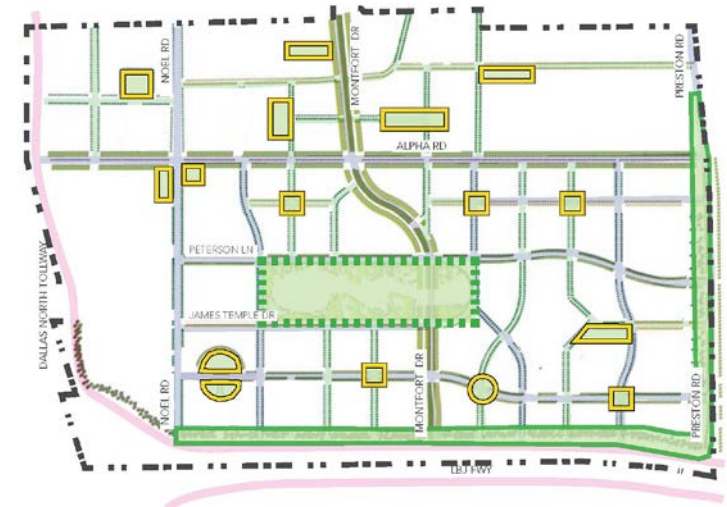 NOEL RD
MONTFORT DR
PRESTON RD
ALPHA RD
PETERSON LN
DALLAS NORTH TOLLWAY
JAMES TEMPLE DR
NOEL RD
MONTFORT DR
PRESTON RD
LBJ FWY